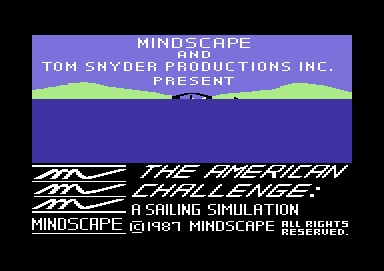 MINDSCAPE
AND
TOM SNYDER PRODUCTIONS INC.
PRESENT
THE AMERICAN
CHALLENGE:
A SAILING SIMULATION
MINDSCAPE
©1987 MINDSCAPE ALL RIGHTS
RESERVED.